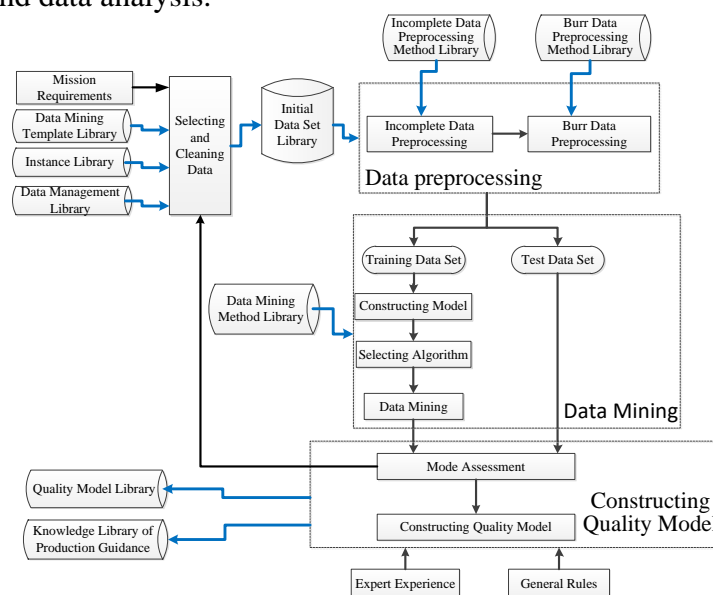 nd data analysis.
Incomplete Data
Preprocessing
Method Library
Burr Data
Preprocessing
Method Library
Mission
Requirements
Data Mining
Template Library
Instance Library
Data Management
Library
Selecting
and
Cleaning
Data
Initial
Data Set
Library
Incomplete Data
Preprocessing
Burr Data
Preprocessing
Data preprocessing
Training Data Set
Test Data Set
Data Mining
Method Library
Constructing Model
Selecting Algorithm
Data Mining
Data Mining
Mode Assessment
Quality Model Library
Constructing
Quality Model
Knowledge Library of
Production Guidance
Constructing Quality Model
Expert Experience
General Rules